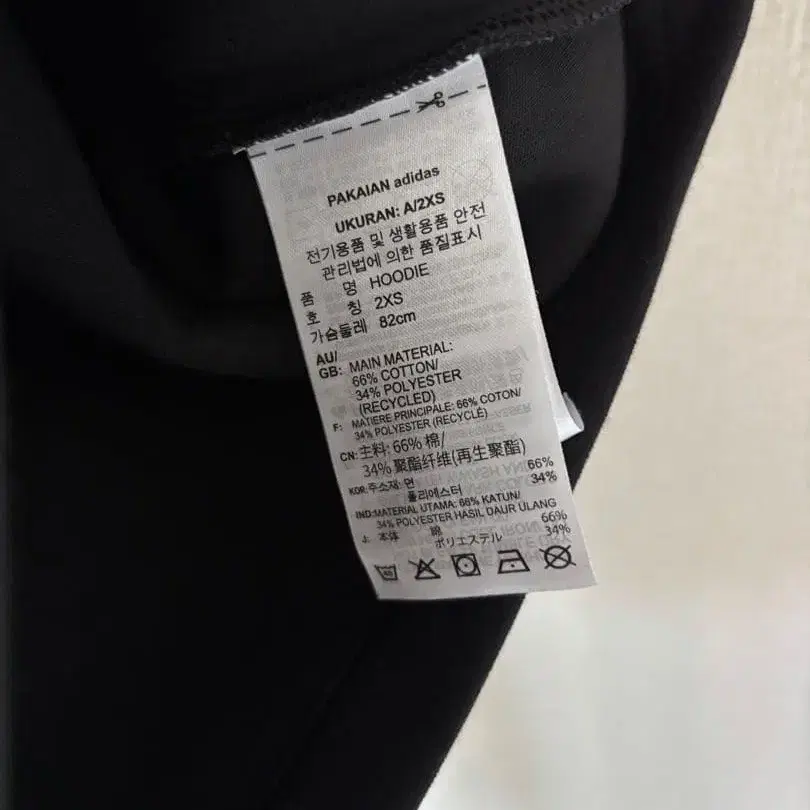 PAKAIAN adidas
UKURAN: A/2XS
전기용품 및 생활용품 안전
관리법에 의한 품질표시
품 명 HOODIE
호 칭 2XS
가슴둘레 82cm
AU/
GB: MAIN MATERIAL:
66% COTTON/
34% POLYESTER
(RECYCLED)
F: MATIERE PRINCIPALE: 66% COTON/
34% POLYESTER (RECYCLÉ)
CN: 主料: 66% 棉/
34% 聚酯纤维(再生聚酯)
KOR: 주소재: 면 66%
폴리에스터 34%
IND: MATERIAL UTAMA: 66% KATUN/
34% POLYESTER HASIL DAUR ULANG
J: 本体 綿 66%
ポリエステル 34%